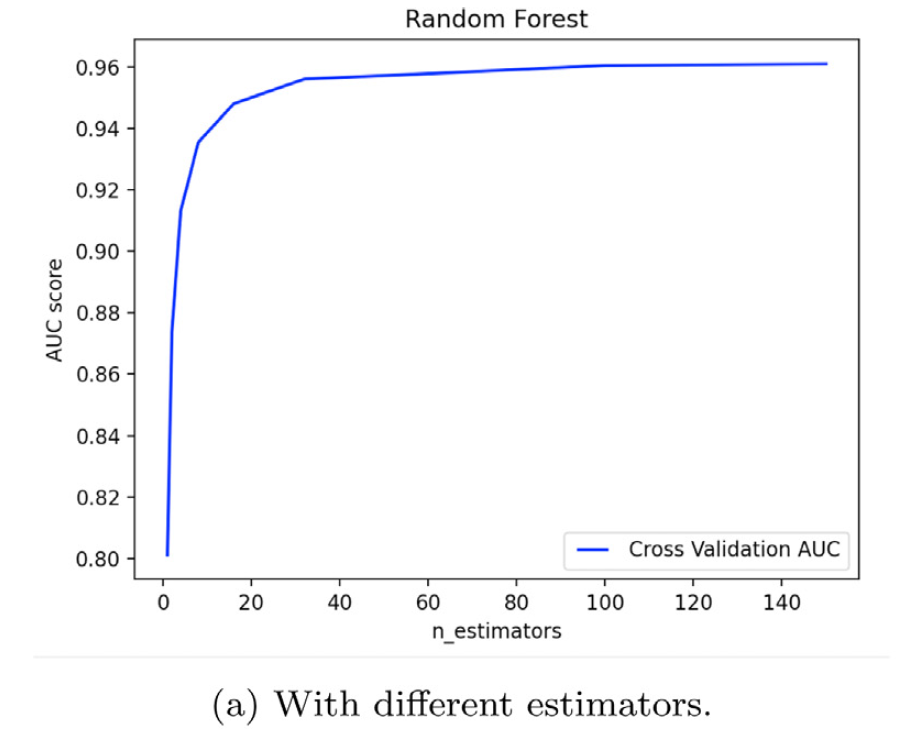 Random Forest
0.96
0.94
0.92
0.90
0.88
0.86
0.84
0.82
0.80
AUC score
Cross Validation AUC
0 20 40 60 80 100 120 140
n_estimators
(a) With different estimators.